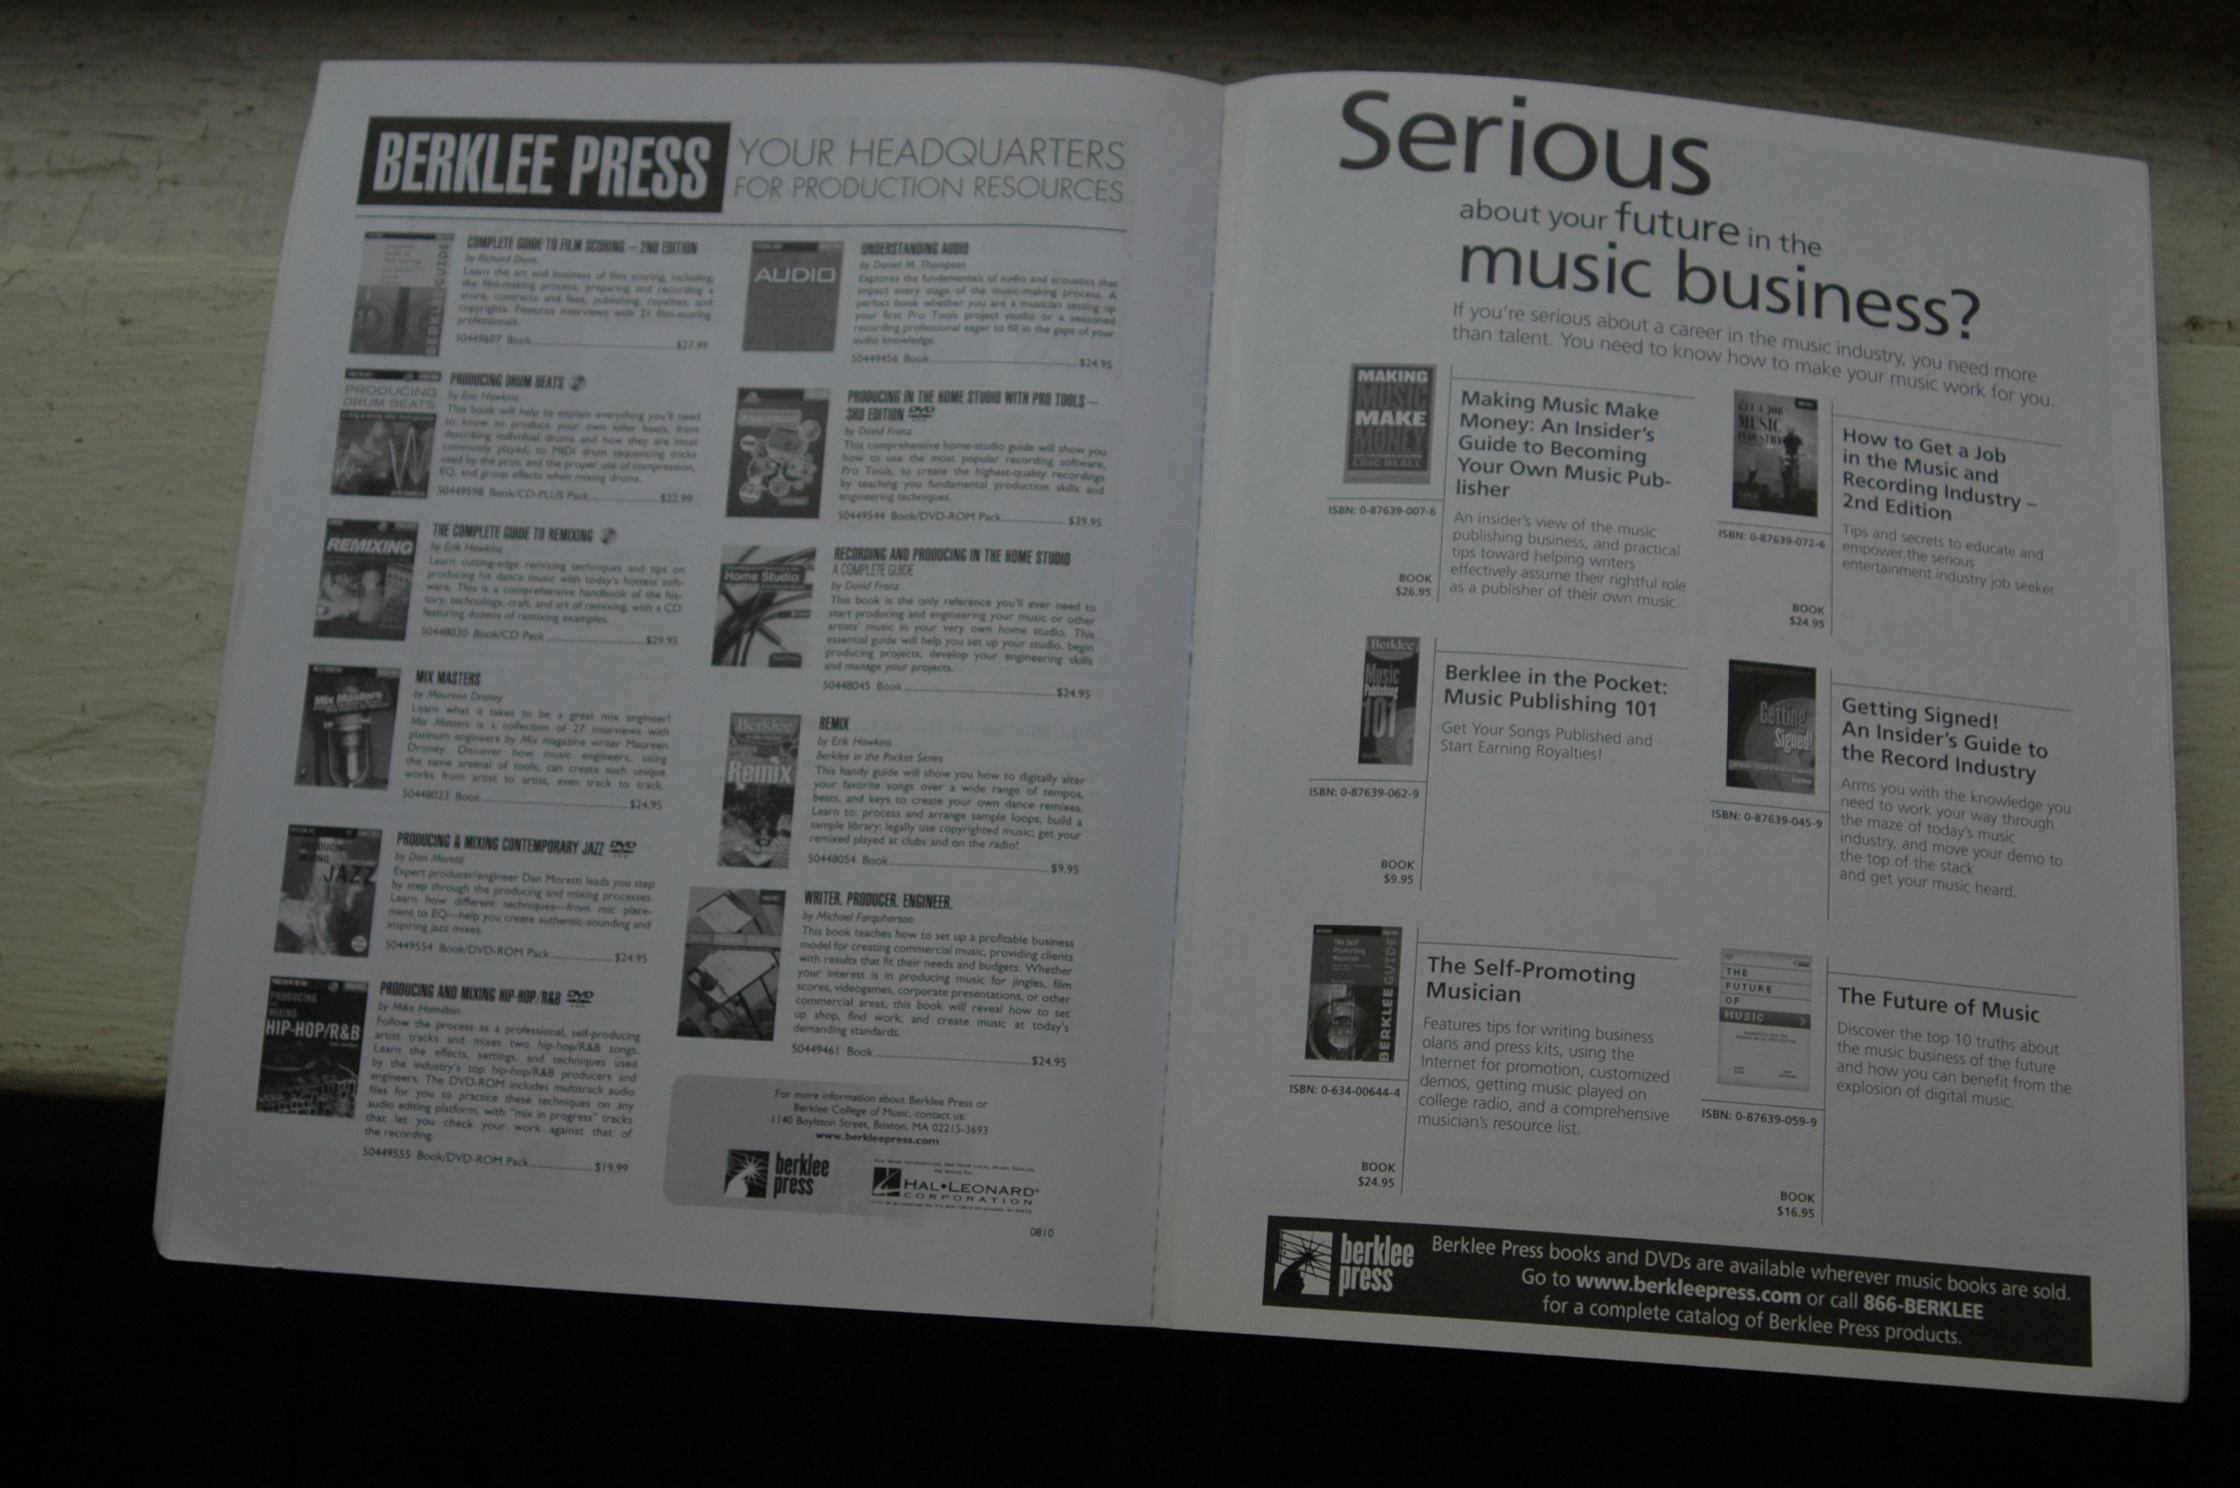 BERKLEE PRESS
YOUR HEADQUARTERS
FOR PRODUCTION RESOURCES
COMPLETE GUIDE TO FILM SCORING – 2ND EDITION
by Richard Davis
Learn the art and business of film scoring, including
the film-making process, preparing and recording a
score, contracts and fees, publishing, royalties, and
copyrights. Features interviews with 21 film-scoring
professionals.
50449607 Book $27.99
PRODUCING DRUM BEATS
by Eric Hawkins
This book will help to explain everything you'll need
to know to produce your own killer beats, from
describing individual drums and how they are most
commonly played, to MIDI drum sequencing tricks
used by the pros, and the proper use of compression,
EQ, and group effects when mixing drums.
50449598 Book/CD-PLUS Pack $22.99
REMIXING
THE COMPLETE GUIDE TO REMIXING
by Erik Hawkins
Learn cutting-edge remixing techniques and tips on
producing hit dance music with today's hottest soft-
ware. This is a comprehensive handbook of the his-
tory, technology, craft, and art of remixing, with a CD
featuring dozens of remixing examples.
50448030 Book/CD Pack $29.95
Mix Masters
MIX MASTERS
by Maureen Droney
Learn what it takes to be a great mix engineer!
Mix Masters is a collection of 27 interviews with
platinum engineers by Mix magazine writer Maureen
Droney. Discover how music engineers, using
the same arsenal of tools, can create such unique
works from artist to artist, even track to track.
50448023 Book $24.95
JAZZ
PRODUCING & MIXING CONTEMPORARY JAZZ DVD
by Dan Moretti
Expert producer/engineer Dan Moretti leads you step
by step through the producing and mixing processes.
Learn how different techniques—from mic place-
ment to EQ—help you create authentic-sounding and
inspiring jazz mixes.
50449554 Book/DVD-ROM Pack $24.95
HIP-HOP/R&B
PRODUCING AND MIXING HIP-HOP/R&B DVD
by Mike Hamilton
Follow the process as a professional, self-producing
artist tracks and mixes two hip-hop/R&B songs.
Learn the effects, settings, and techniques used
by the industry's top hip-hop/R&B producers and
engineers. The DVD-ROM includes multitrack audio
files for you to practice these techniques on any
audio editing platform, with "mix in progress" tracks
that let you check your work against that of
the recording.
50449555 Book/DVD-ROM Pack $19.99
AUDIO
UNDERSTANDING AUDIO
by Daniel M. Thompson
Explores the fundamentals of audio and acoustics that
impact every stage of the music-making process. A
perfect book whether you are a musician setting up
your first Pro Tools project studio or a seasoned
recording professional eager to fill in the gaps of your
audio knowledge.
50449456 Book $24.95
PRODUCING IN THE HOME STUDIO WITH PRO TOOLS –
3RD EDITION DVD
by David Franz
This comprehensive home-studio guide will show you
how to use the most popular recording software,
Pro Tools, to create the highest-quality recordings
by teaching you fundamental production skills and
engineering techniques.
50449544 Book/DVD-ROM Pack $39.95
Home Studio
RECORDING AND PRODUCING IN THE HOME STUDIO
A COMPLETE GUIDE
by David Franz
This book is the only reference you'll ever need to
start producing and engineering your music or other
artists' music in your very own home studio. This
essential guide will help you set up your studio, begin
producing projects, develop your engineering skills
and manage your projects.
50448045 Book $24.95
Berklee
Remix
REMIX
by Erik Hawkins
Berklee in the Pocket Series
This handy guide will show you how to digitally alter
your favorite songs over a wide range of tempos,
beats, and keys to create your own dance remixes.
Learn to: process and arrange sample loops; build a
sample library; legally use copyrighted music; get your
remixed played at clubs and on the radio!
50448054 Book $9.95
WRITER. PRODUCER. ENGINEER.
by Michael Farquharson
This book teaches how to set up a profitable business
model for creating commercial music, providing clients
with results that fit their needs and budgets. Whether
your interest is in producing music for jingles, film
scores, videogames, corporate presentations, or other
commercial areas, this book will reveal how to set
up shop, find work, and create music at today's
demanding standards.
50449461 Book $24.95
For more information about Berklee Press or
Berklee College of Music, contact us:
1140 Boylston Street, Boston, MA 02215-3693
www.berkleepress.com
berklee
press
HAL•LEONARD
CORPORATION
0810
Serious
about your future in the
music business?
If you're serious about a career in the music industry, you need more
than talent. You need to know how to make your music work for you.
MAKING
MUSIC
MAKE
MONEY
ERIC BEALL
ISBN: 0-87639-007-6
BOOK
$26.95
Making Music Make
Money: An Insider's
Guide to Becoming
Your Own Music Pub-
lisher
An insider's view of the music
publishing business, and practical
tips toward helping writers
effectively assume their rightful role
as a publisher of their own music.
ISBN: 0-87639-072-6
BOOK
$24.95
How to Get a Job
in the Music and
Recording Industry –
2nd Edition
Tips and secrets to educate and
empower the serious
entertainment industry job seeker.
Berklee
Music
Publishing
101
ISBN: 0-87639-062-9
BOOK
$9.95
Berklee in the Pocket:
Music Publishing 101
Get Your Songs Published and
Start Earning Royalties!
Getting
Signed!
ISBN: 0-87639-045-9
Getting Signed!
An Insider's Guide to
the Record Industry
Arms you with the knowledge you
need to work your way through
the maze of today's music
industry, and move your demo to
the top of the stack
and get your music heard.
BERKLEE GUIDE
ISBN: 0-634-00644-4
BOOK
$24.95
The Self-Promoting
Musician
Features tips for writing business
olans and press kits, using the
Internet for promotion, customized
demos, getting music played on
college radio, and a comprehensive
musician's resource list.
THE
FUTURE
OF
MUSIC
ISBN: 0-87639-059-9
BOOK
$16.95
The Future of Music
Discover the top 10 truths about
the music business of the future
and how you can benefit from the
explosion of digital music.
berklee
press
Berklee Press books and DVDs are available wherever music books are sold.
Go to www.berkleepress.com or call 866-BERKLEE
for a complete catalog of Berklee Press products.